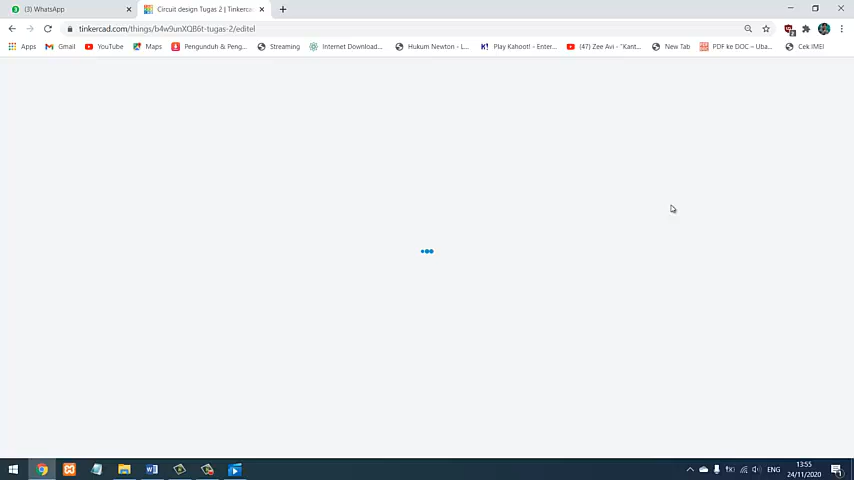 (3) WhatsApp
Circuit design Tugas 2 | Tinkerca
tinkercad.com/things/b4w9unXQB6t-tugas-2/editel
Apps Gmail YouTube Maps Pengunduh & Peng... Streaming Internet Download... Hukum Newton - L... Play Kahoot! - Enter... (47) Zee Avi - "Kant... New Tab PDF ke DOC – Uba... Cek IMEI
ENG
13:55
24/11/2020